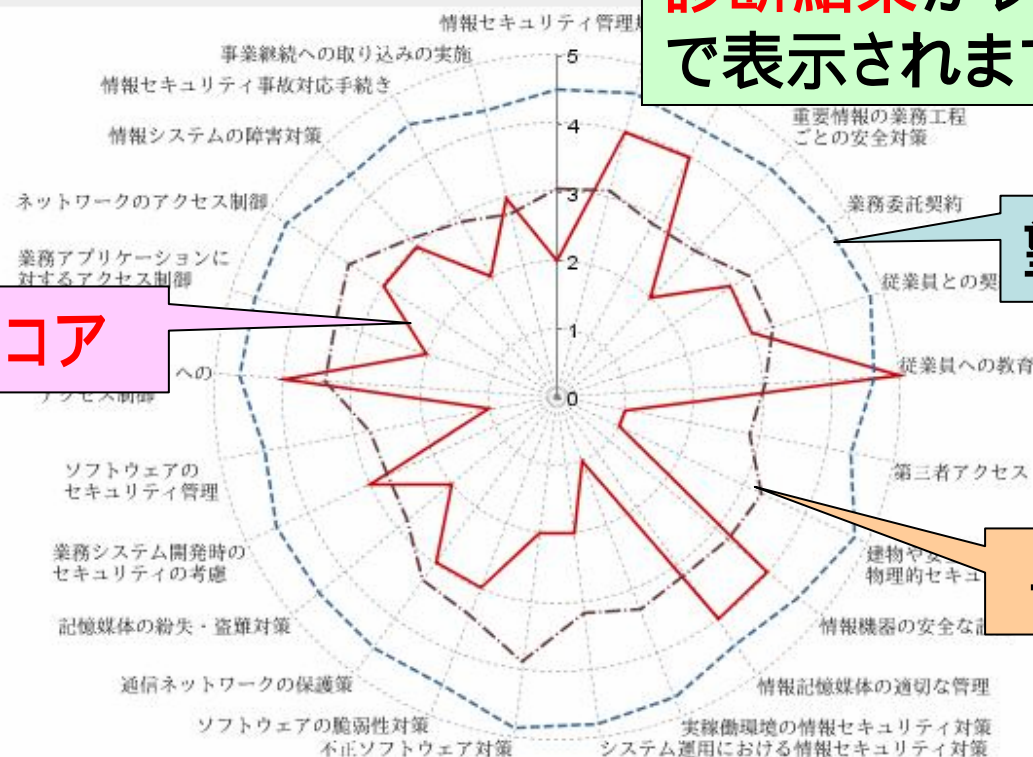 で表示されま
情報セキュリティ管理
事業継続への取り込みの実施
情報セキュリティ事故対応手続き
情報システムの障害対策
ネットワークのアクセス制御
業務アプリケーションに
対するアクセス制御
コア
への
アクセス制御
ソフトウェアの
セキュリティ管理
業務システム開発時の
セキュリティの考慮
記憶媒体の紛失・盗難対策
通信ネットワークの保護策
ソフトウェアの脆弱性対策
不正ソフトウェア対策
システム運用における情報セキュリティ対策
実稼働環境の情報セキュリティ対策
情報記憶媒体の適切な管理
情報機器の安全な
建物や
物理的セキュ
第三者アクセス
従業員への教育
従業員との契
業務委託契約
重要情報の業務工程
ごとの安全対策
5
4
3
2
1
0